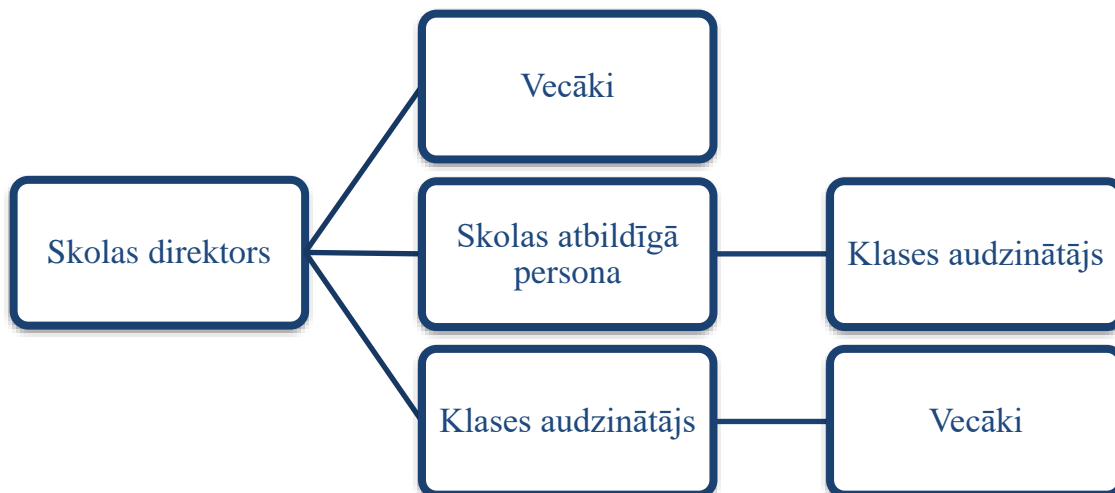 Vecāki
Skolas direktors
Skolas atbildīgā
persona
Klases audzinātājs
Klases audzinātājs
Vecāki